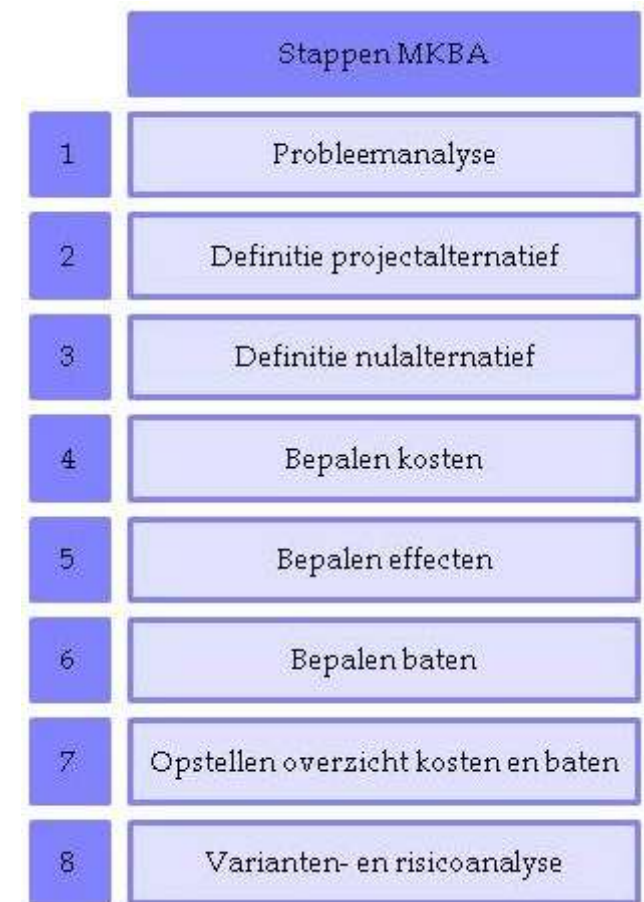 Stappen MKBA
1 Probleemanalyse
2 Definitie projectalternatief
3 Definitie nulalternatief
4 Bepalen kosten
5 Bepalen effecten
6 Bepalen baten
7 Opstellen overzicht kosten en baten
8 Varianten- en risicoanalyse